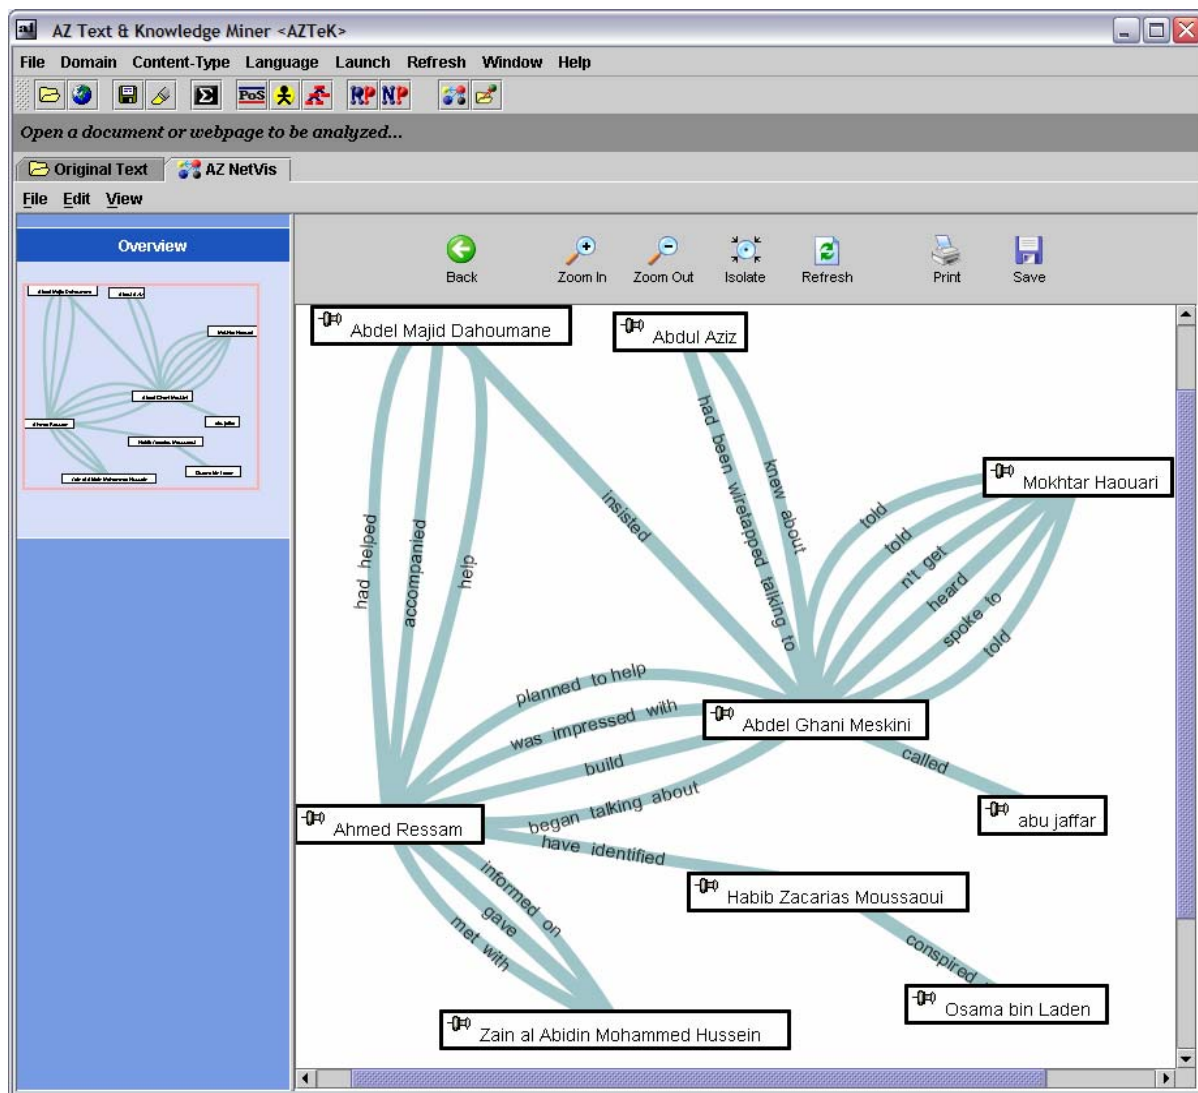 AZ Text & Knowledge Miner <AZTeK>
File Domain Content-Type Language Launch Refresh Window Help
Σ PoS RP NP
Open a document or webpage to be analyzed...
Original Text AZ NetVis
File Edit View
Overview
Back Zoom In Zoom Out Isolate Refresh Print Save
Abdel Majid Dahoumane
Abdul Aziz
Mokhtar Haouari
had helped
accompanied
help
insisted
had been wiretapped talking to
knew about
told
told
n't get
heard
spoke to
told
planned to help
was impressed with
build
began talking about
Abdel Ghani Meskini
called
abu jaffar
Ahmed Ressam
have identified
Habib Zacarias Moussaoui
informed on
gave
met with
conspired
Osama bin Laden
Zain al Abidin Mohammed Hussein